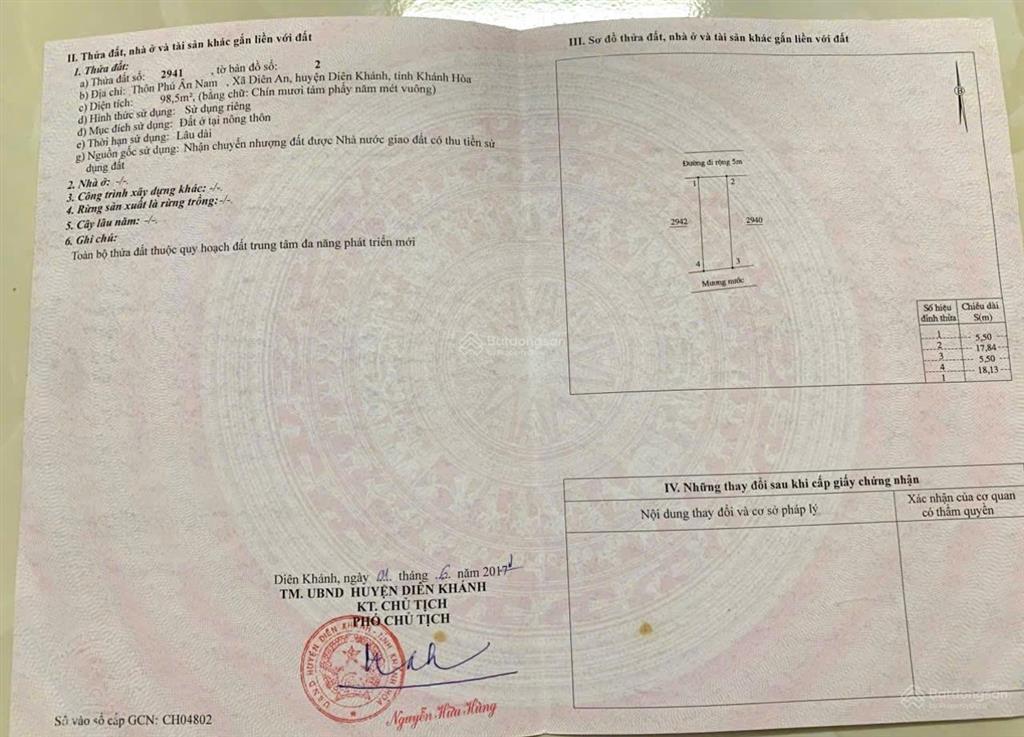 II. Thửa đất, nhà ở và tài sản khác gắn liền với đất
1. Thửa đất:
a) Thửa đất số: 2941 , tờ bản đồ số: 2
b) Địa chỉ: Thôn Phú Ân Nam , Xã Diên An, huyện Diên Khánh, tỉnh Khánh Hòa
c) Diện tích: 98,5m², (bằng chữ: Chín mươi tám phẩy năm mét vuông)
d) Hình thức sử dụng: Sử dụng riêng
đ) Mục đích sử dụng: Đất ở tại nông thôn
e) Thời hạn sử dụng: Lâu dài
g) Nguồn gốc sử dụng: Nhận chuyển nhượng đất được Nhà nước giao đất có thu tiền sử
dụng đất
2. Nhà ở: -/-.
3. Công trình xây dựng khác: -/-.
4. Rừng sản xuất là rừng trồng:-/-.
5. Cây lâu năm: -/-.
6. Ghi chú:
Toàn bộ thửa đất thuộc quy hoạch đất trung tâm đa năng phát triển mới
Diên Khánh, ngày 01 tháng 6 năm 2017
TM. UBND HUYỆN DIÊN KHÁNH
KT. CHỦ TỊCH
PHÓ CHỦ TỊCH
U.B.N.D HUYỆN DIÊN KHÁNH - TỈNH KHÁNH HÒA
Nguyễn Hữu Hùng
Số vào sổ cấp GCN: CH04802
III. Sơ đồ thửa đất, nhà ở và tài sản khác gắn liền với đất
B
Đường đi rộng 5m
1 2
2942 2940
4 3
Mương nước
Số hiệu đỉnh thửa Chiều dài S(m)
1
5,50
2
17,84
3
5,50
4
18,13
1
IV. Những thay đổi sau khi cấp giấy chứng nhận
Nội dung thay đổi và cơ sở pháp lý
Xác nhận của cơ quan
có thẩm quyền
Batdongsan
Batdongsan
by PropertyGuru